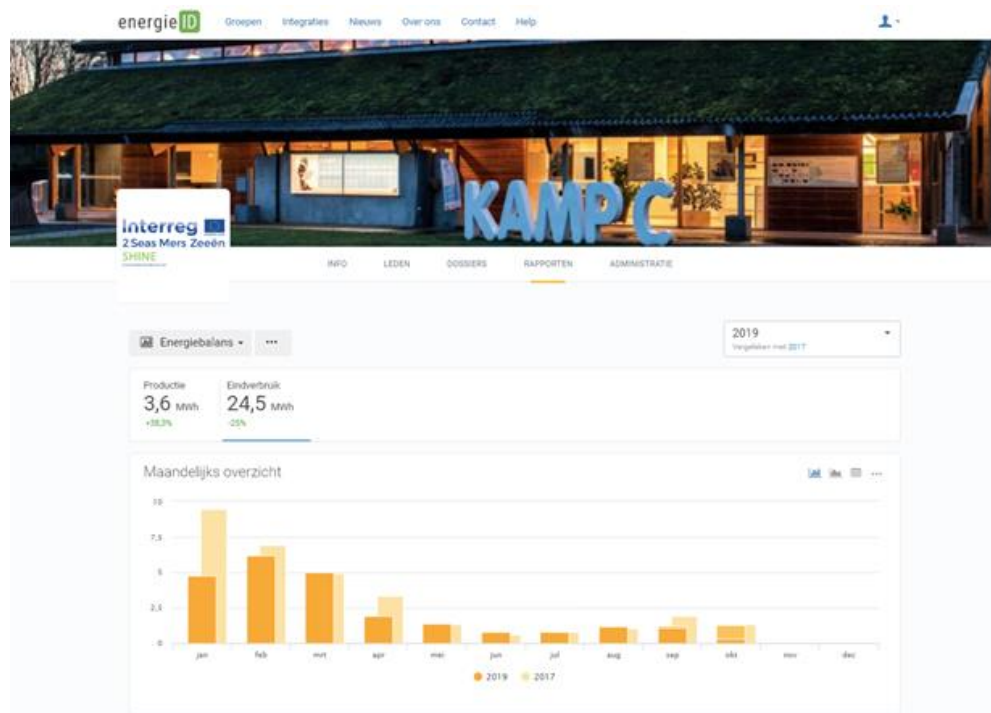 energieID Groepen Integraties Nieuws Over ons Contact Help
KAMP C
Interreg
2 Seas Mers Zeeën
SHINE
INFO LEDEN DOSSIERS RAPPORTEN ADMINISTRATIE
Energiebalans
2019
Vergeleken met 2017
Productie Eindverbruik
3,6 MWh 24,5 MWh
+38,3% -25%
Maandelijks overzicht
10
7,5
5
2,5
0
jan feb mrt apr mei jun jul aug sep okt nov dec
2019 2017